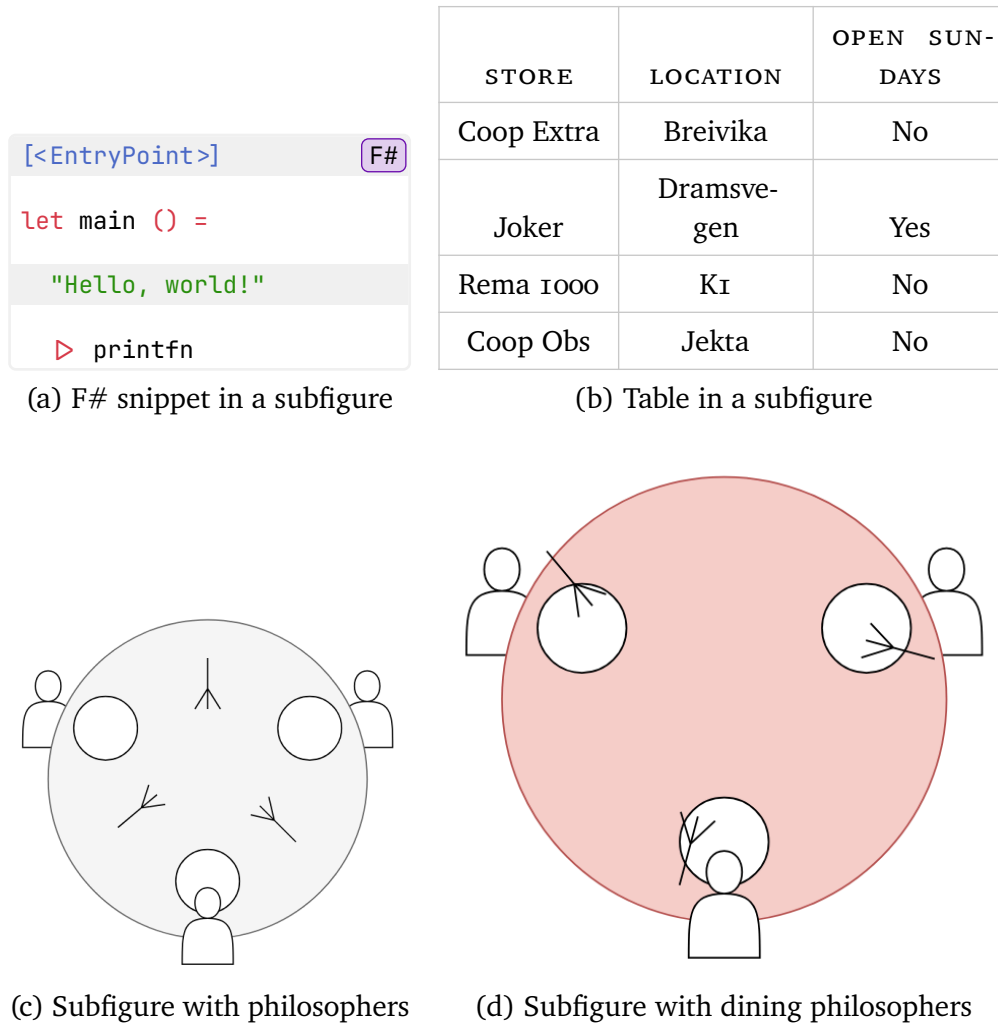 [<EntryPoint>] F#
let main () =
"Hello, world!"
▷ printfn
(a) F# snippet in a subfigure
STORE LOCATION OPEN SUN-
DAYS
Coop Extra Breivika No
Joker Dramsve-
gen Yes
Rema 1000 K1 No
Coop Obs Jekta No
(b) Table in a subfigure
(c) Subfigure with philosophers
(d) Subfigure with dining philosophers